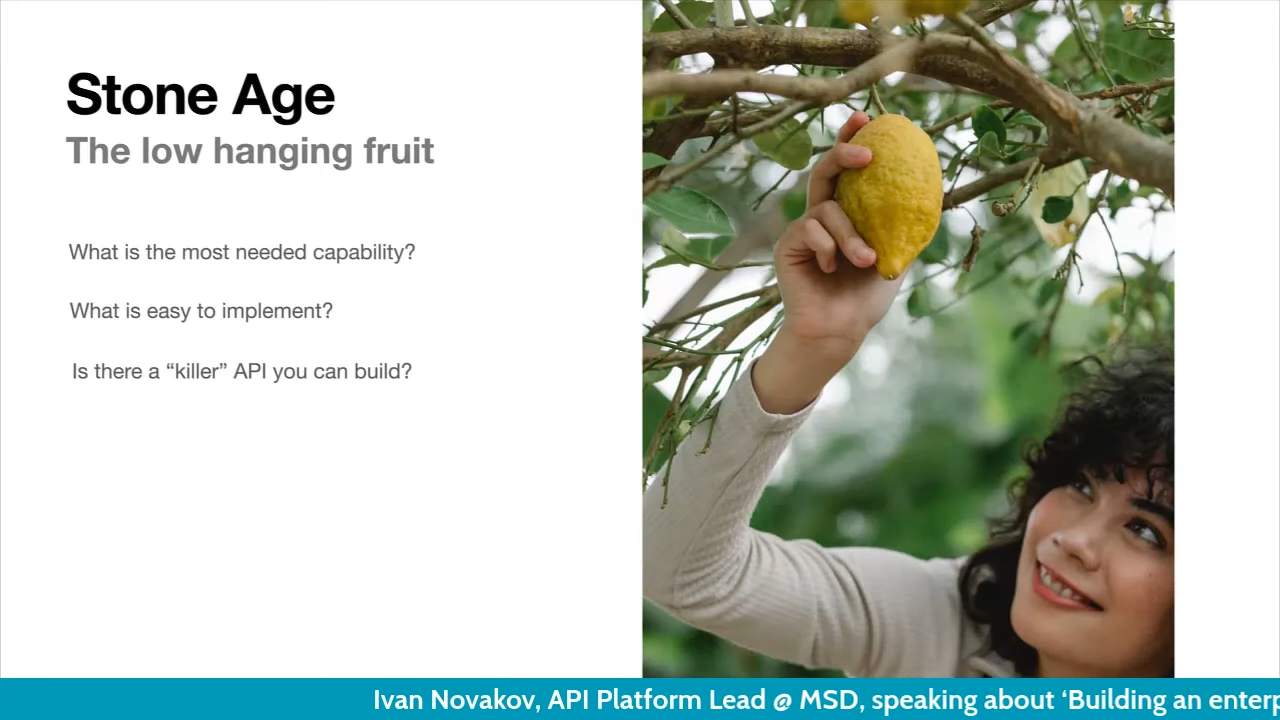 Stone Age
The low hanging fruit
What is the most needed capability?
What is easy to implement?
Is there a “killer” API you can build?
Ivan Novakov, API Platform Lead @ MSD, speaking about ‘Building an enterp